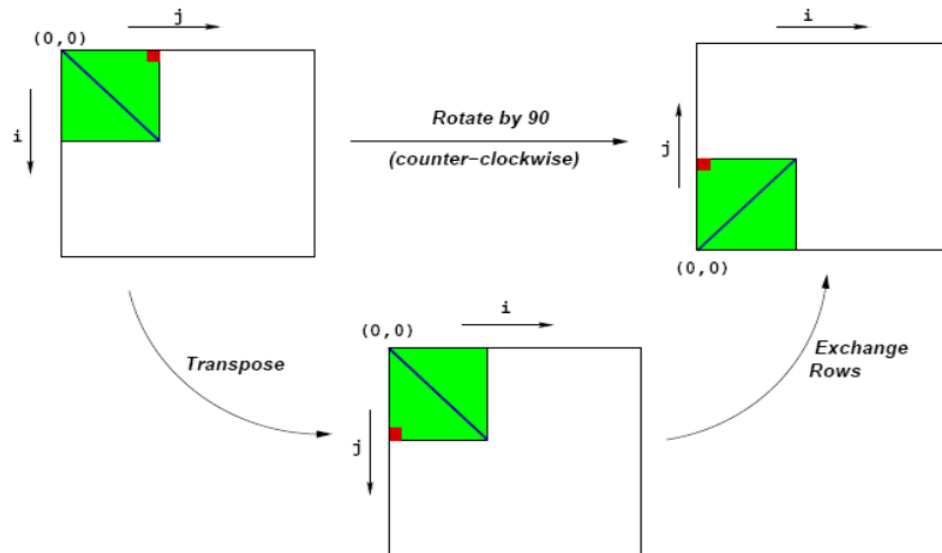 j
(0,0)
i
Rotate by 90
(counter-clockwise)
i
j
(0,0)
Transpose
i
(0,0)
j
Exchange
Rows